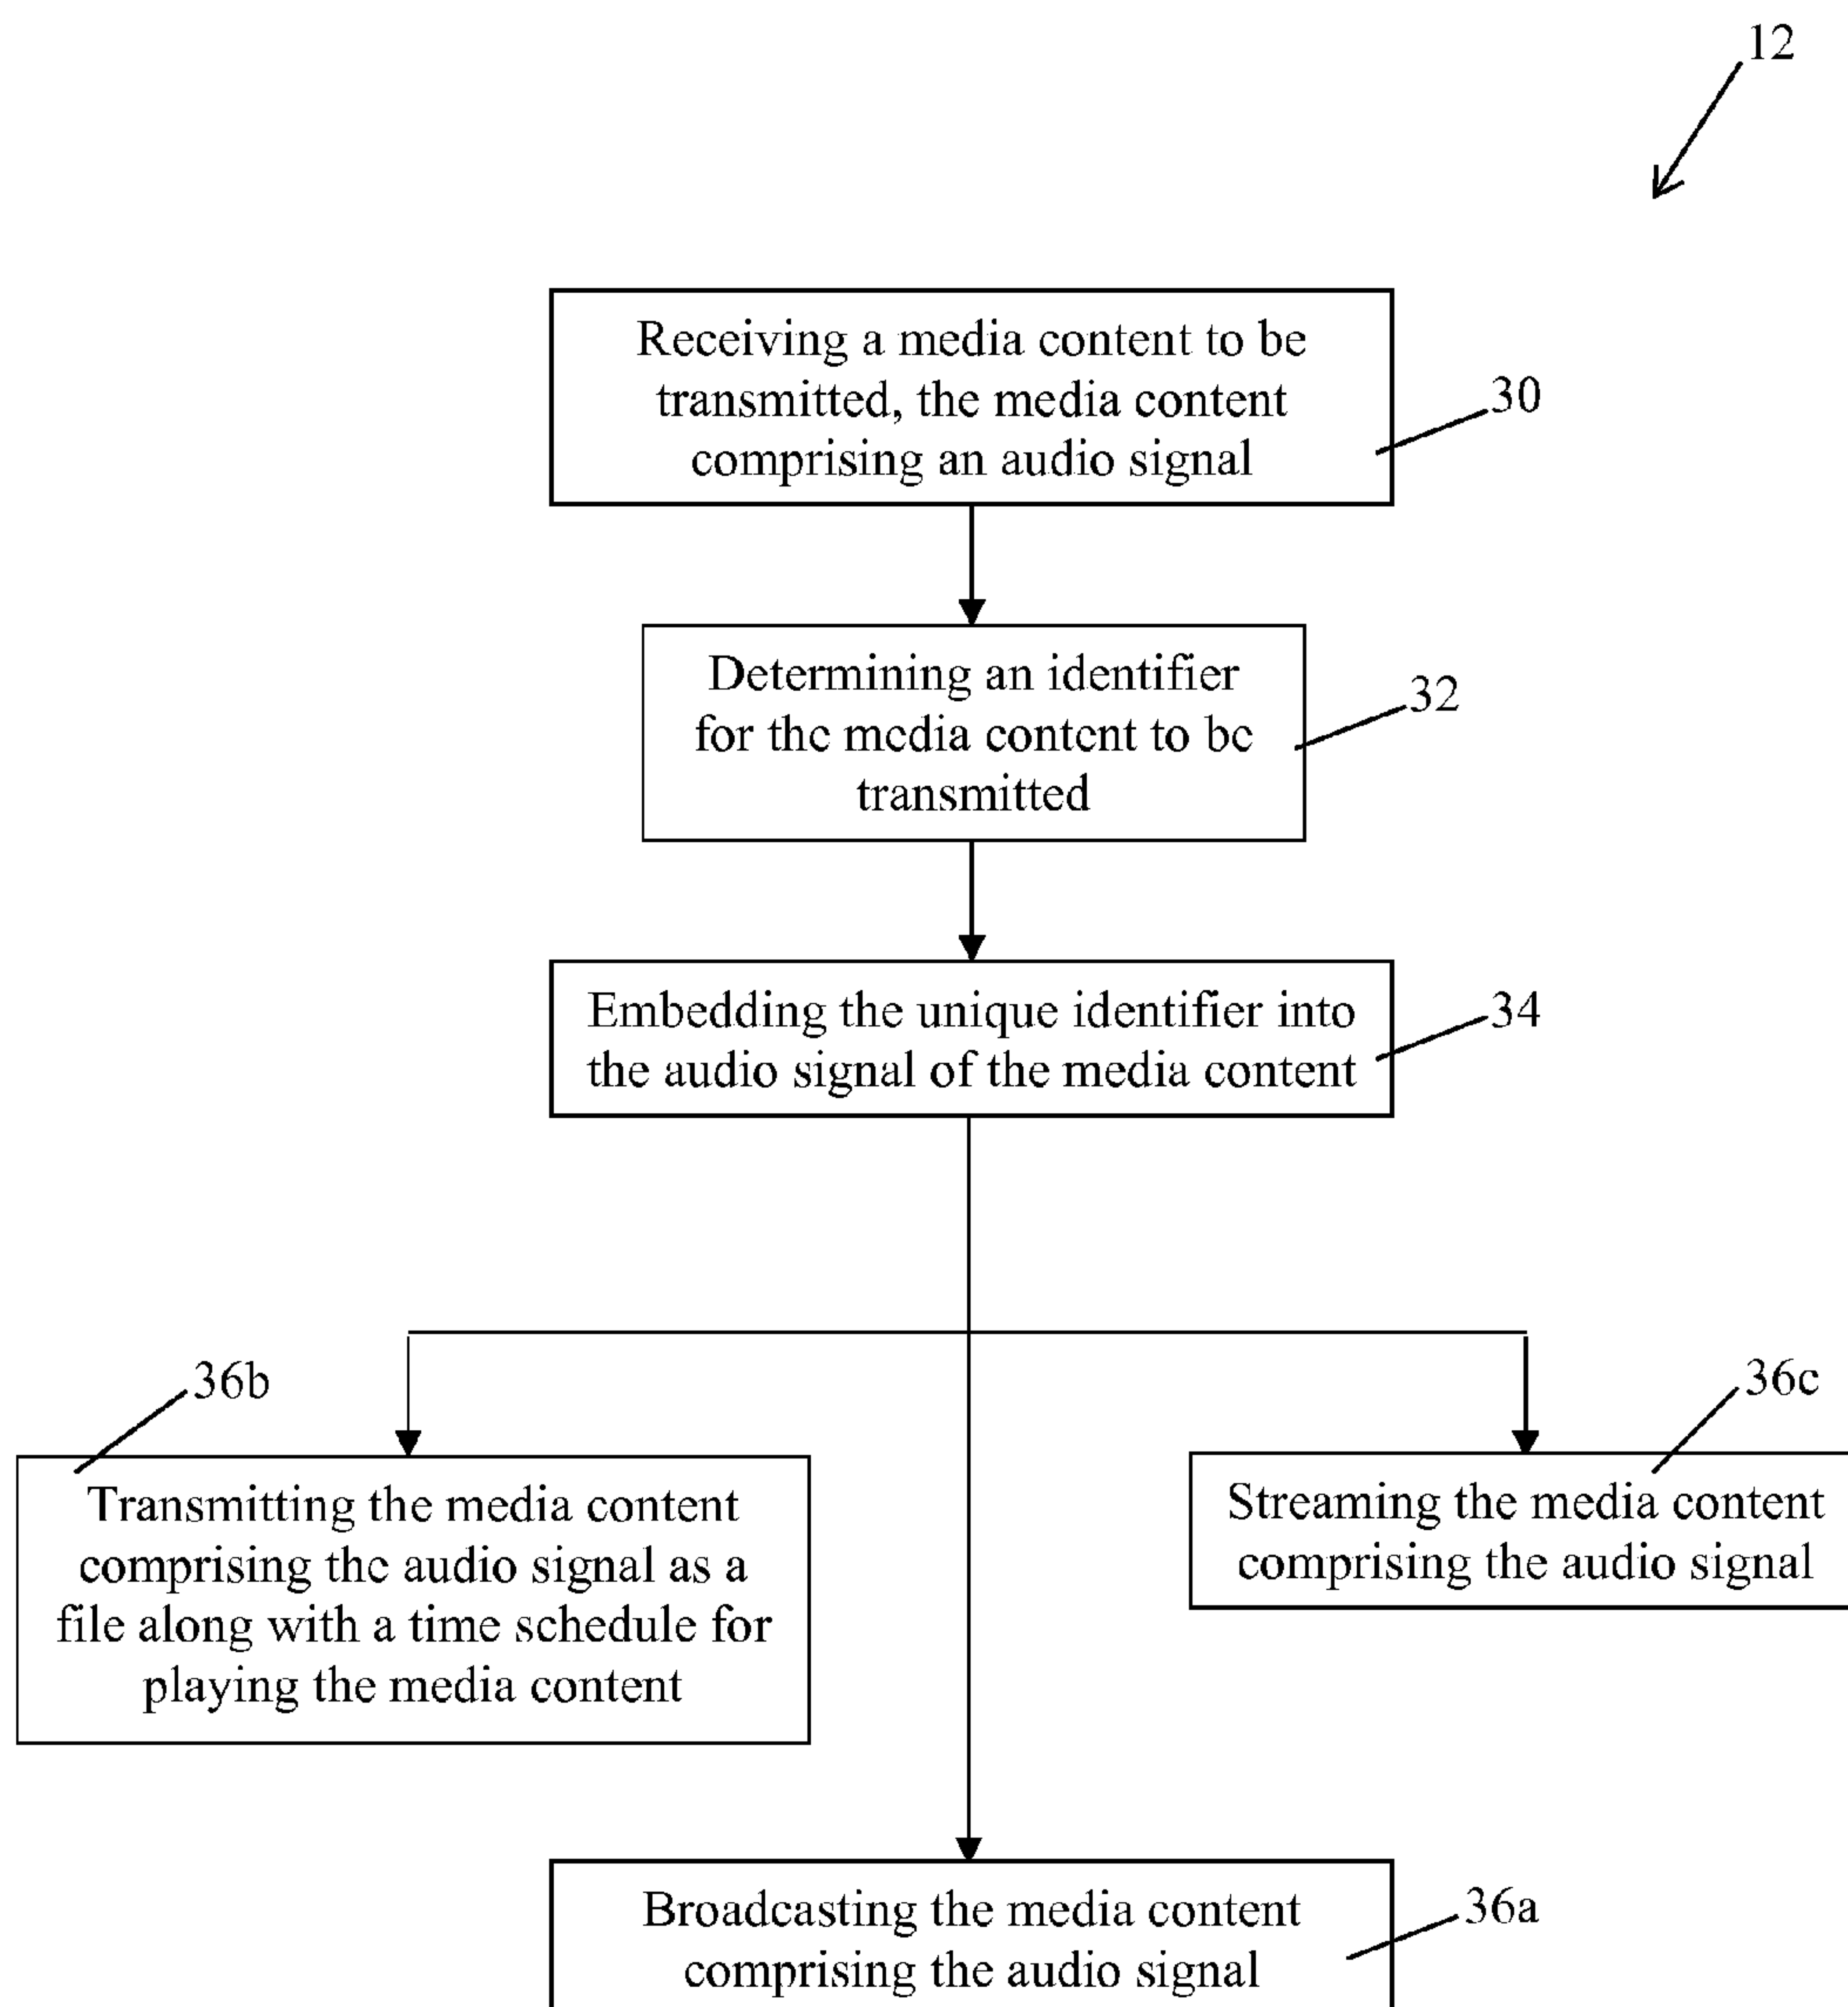 12
Receiving a media content to be
transmitted, the media content
comprising an audio signal
30
Determining an identifier
for the media content to be
transmitted
32
Embedding the unique identifier into
the audio signal of the media content
34
36b
Transmitting the media content
comprising the audio signal as a
file along with a time schedule for
playing the media content
36c
Streaming the media content
comprising the audio signal
Broadcasting the media content
comprising the audio signal
36a